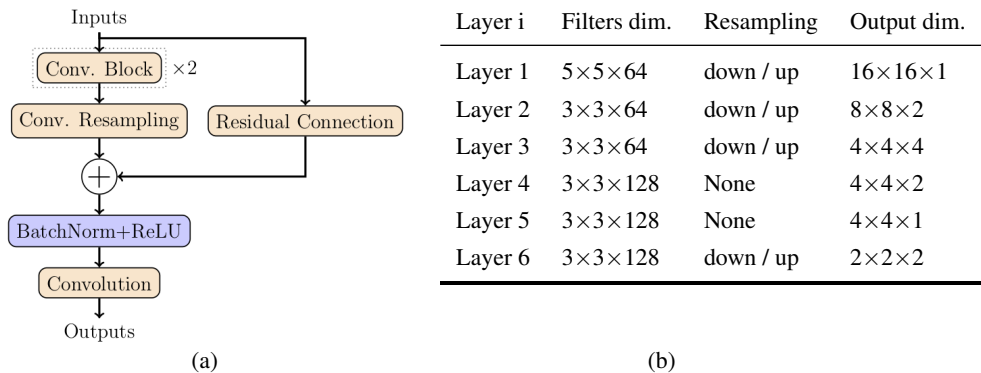 Inputs
Conv. Block ×2
Conv. Resampling
Residual Connection
+
BatchNorm+ReLU
Convolution
Outputs
(a)
Layer i Filters dim. Resampling Output dim.
Layer 1 5×5×64 down / up 16×16×1
Layer 2 3×3×64 down / up 8×8×2
Layer 3 3×3×64 down / up 4×4×4
Layer 4 3×3×128 None 4×4×2
Layer 5 3×3×128 None 4×4×1
Layer 6 3×3×128 down / up 2×2×2
(b)